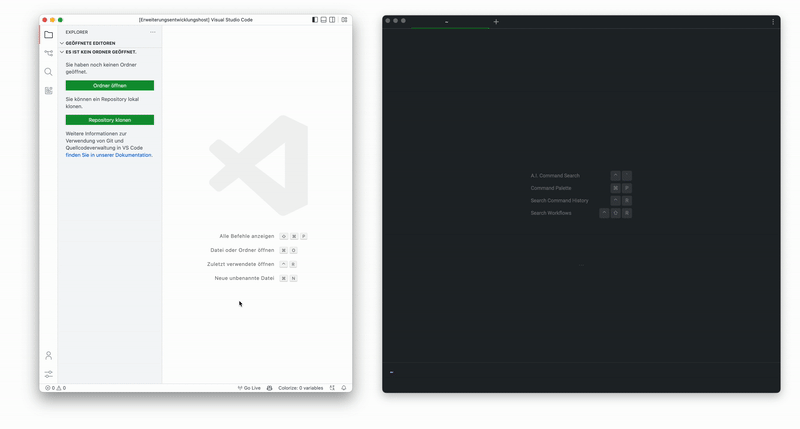 [Erweiterungsentwicklungshost] Visual Studio Code
EXPLORER
GEÖFFNETE EDITOREN
ES IST KEIN ORDNER GEÖFFNET.
Sie haben noch keinen Ordner
geöffnet.
Ordner öffnen
Sie können ein Repository lokal
klonen.
Repository klonen
Weitere Informationen zur
Verwendung von Git und
Quellcodeverwaltung in VS Code
finden Sie in unserer Dokumentation.
Alle Befehle anzeigen ⇧ ⌘ P
Datei oder Ordner öffnen ⌘ O
Zuletzt verwendete öffnen ⌃ R
Neue unbenannte Datei ⌘ N
0 0 Go Live Colorize: 0 variables
~ +
A.I. Command Search ⌃
Command Palette ⌘ P
Search Command History ⌃ R
Search Workflows ⌃ R